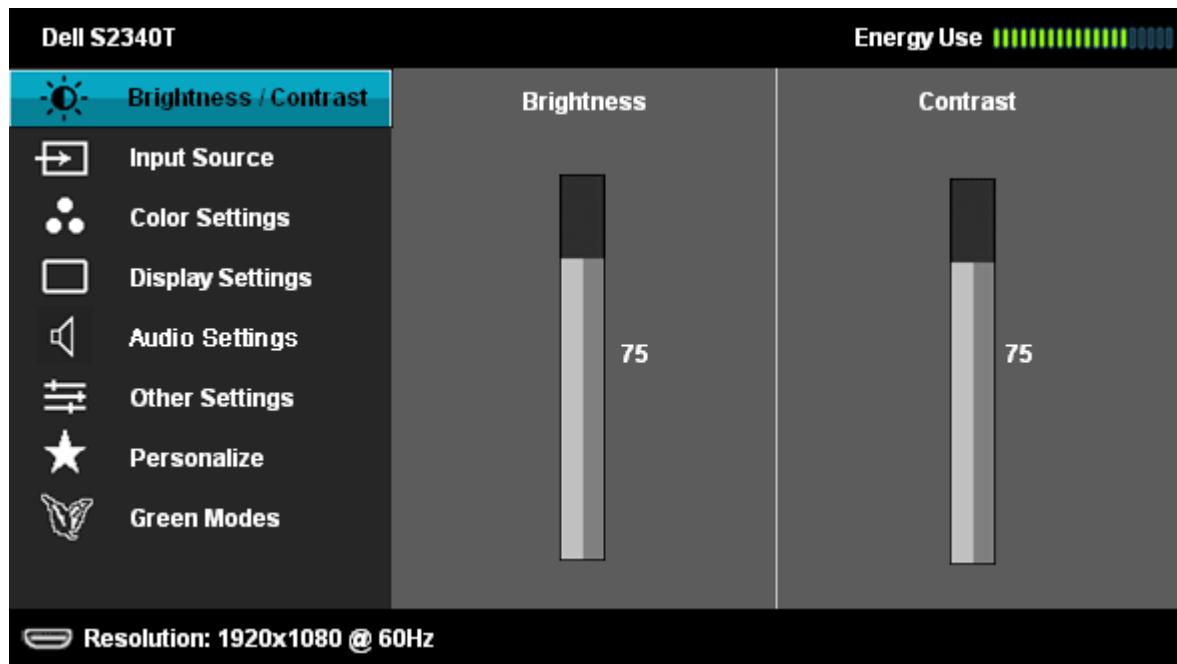 Dell S2340T Energy Use
Brightness / Contrast
Brightness
Contrast
Input Source
Color Settings
Display Settings
Audio Settings
75
75
Other Settings
Personalize
Green Modes
Resolution: 1920x1080 @ 60Hz